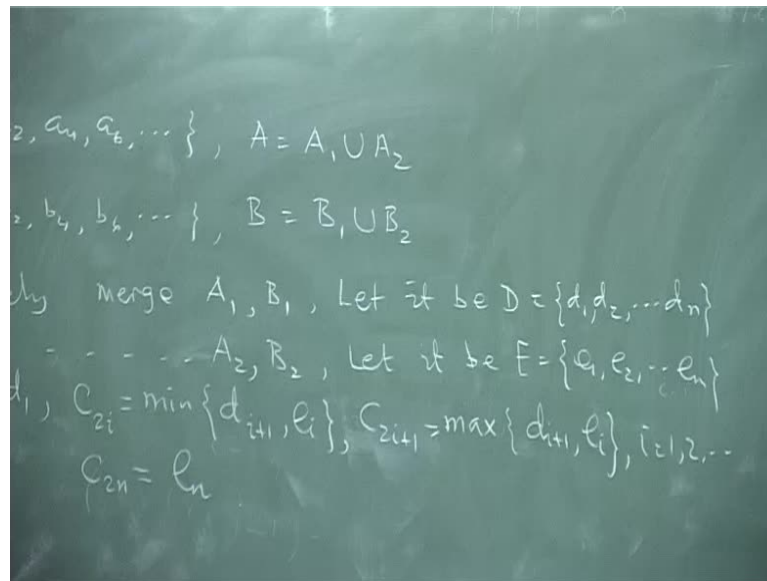 2, a₄, a₆, ... }, A = A₁ ∪ A₂
2, b₄, b₆, ... }, B = B₁ ∪ B₂
ly merge A₁, B₁, Let it be D = {d₁, d₂, ... dₙ}
- - - ... A₂, B₂, Let it be E = {e₁, e₂, ... eₙ}
d₁, C₂ᵢ = min{dᵢ₊₁, eᵢ}, C₂ᵢ₊₁ = max{dᵢ₊₁, eᵢ}, i=1,2,...
C₂ₙ = eₙ